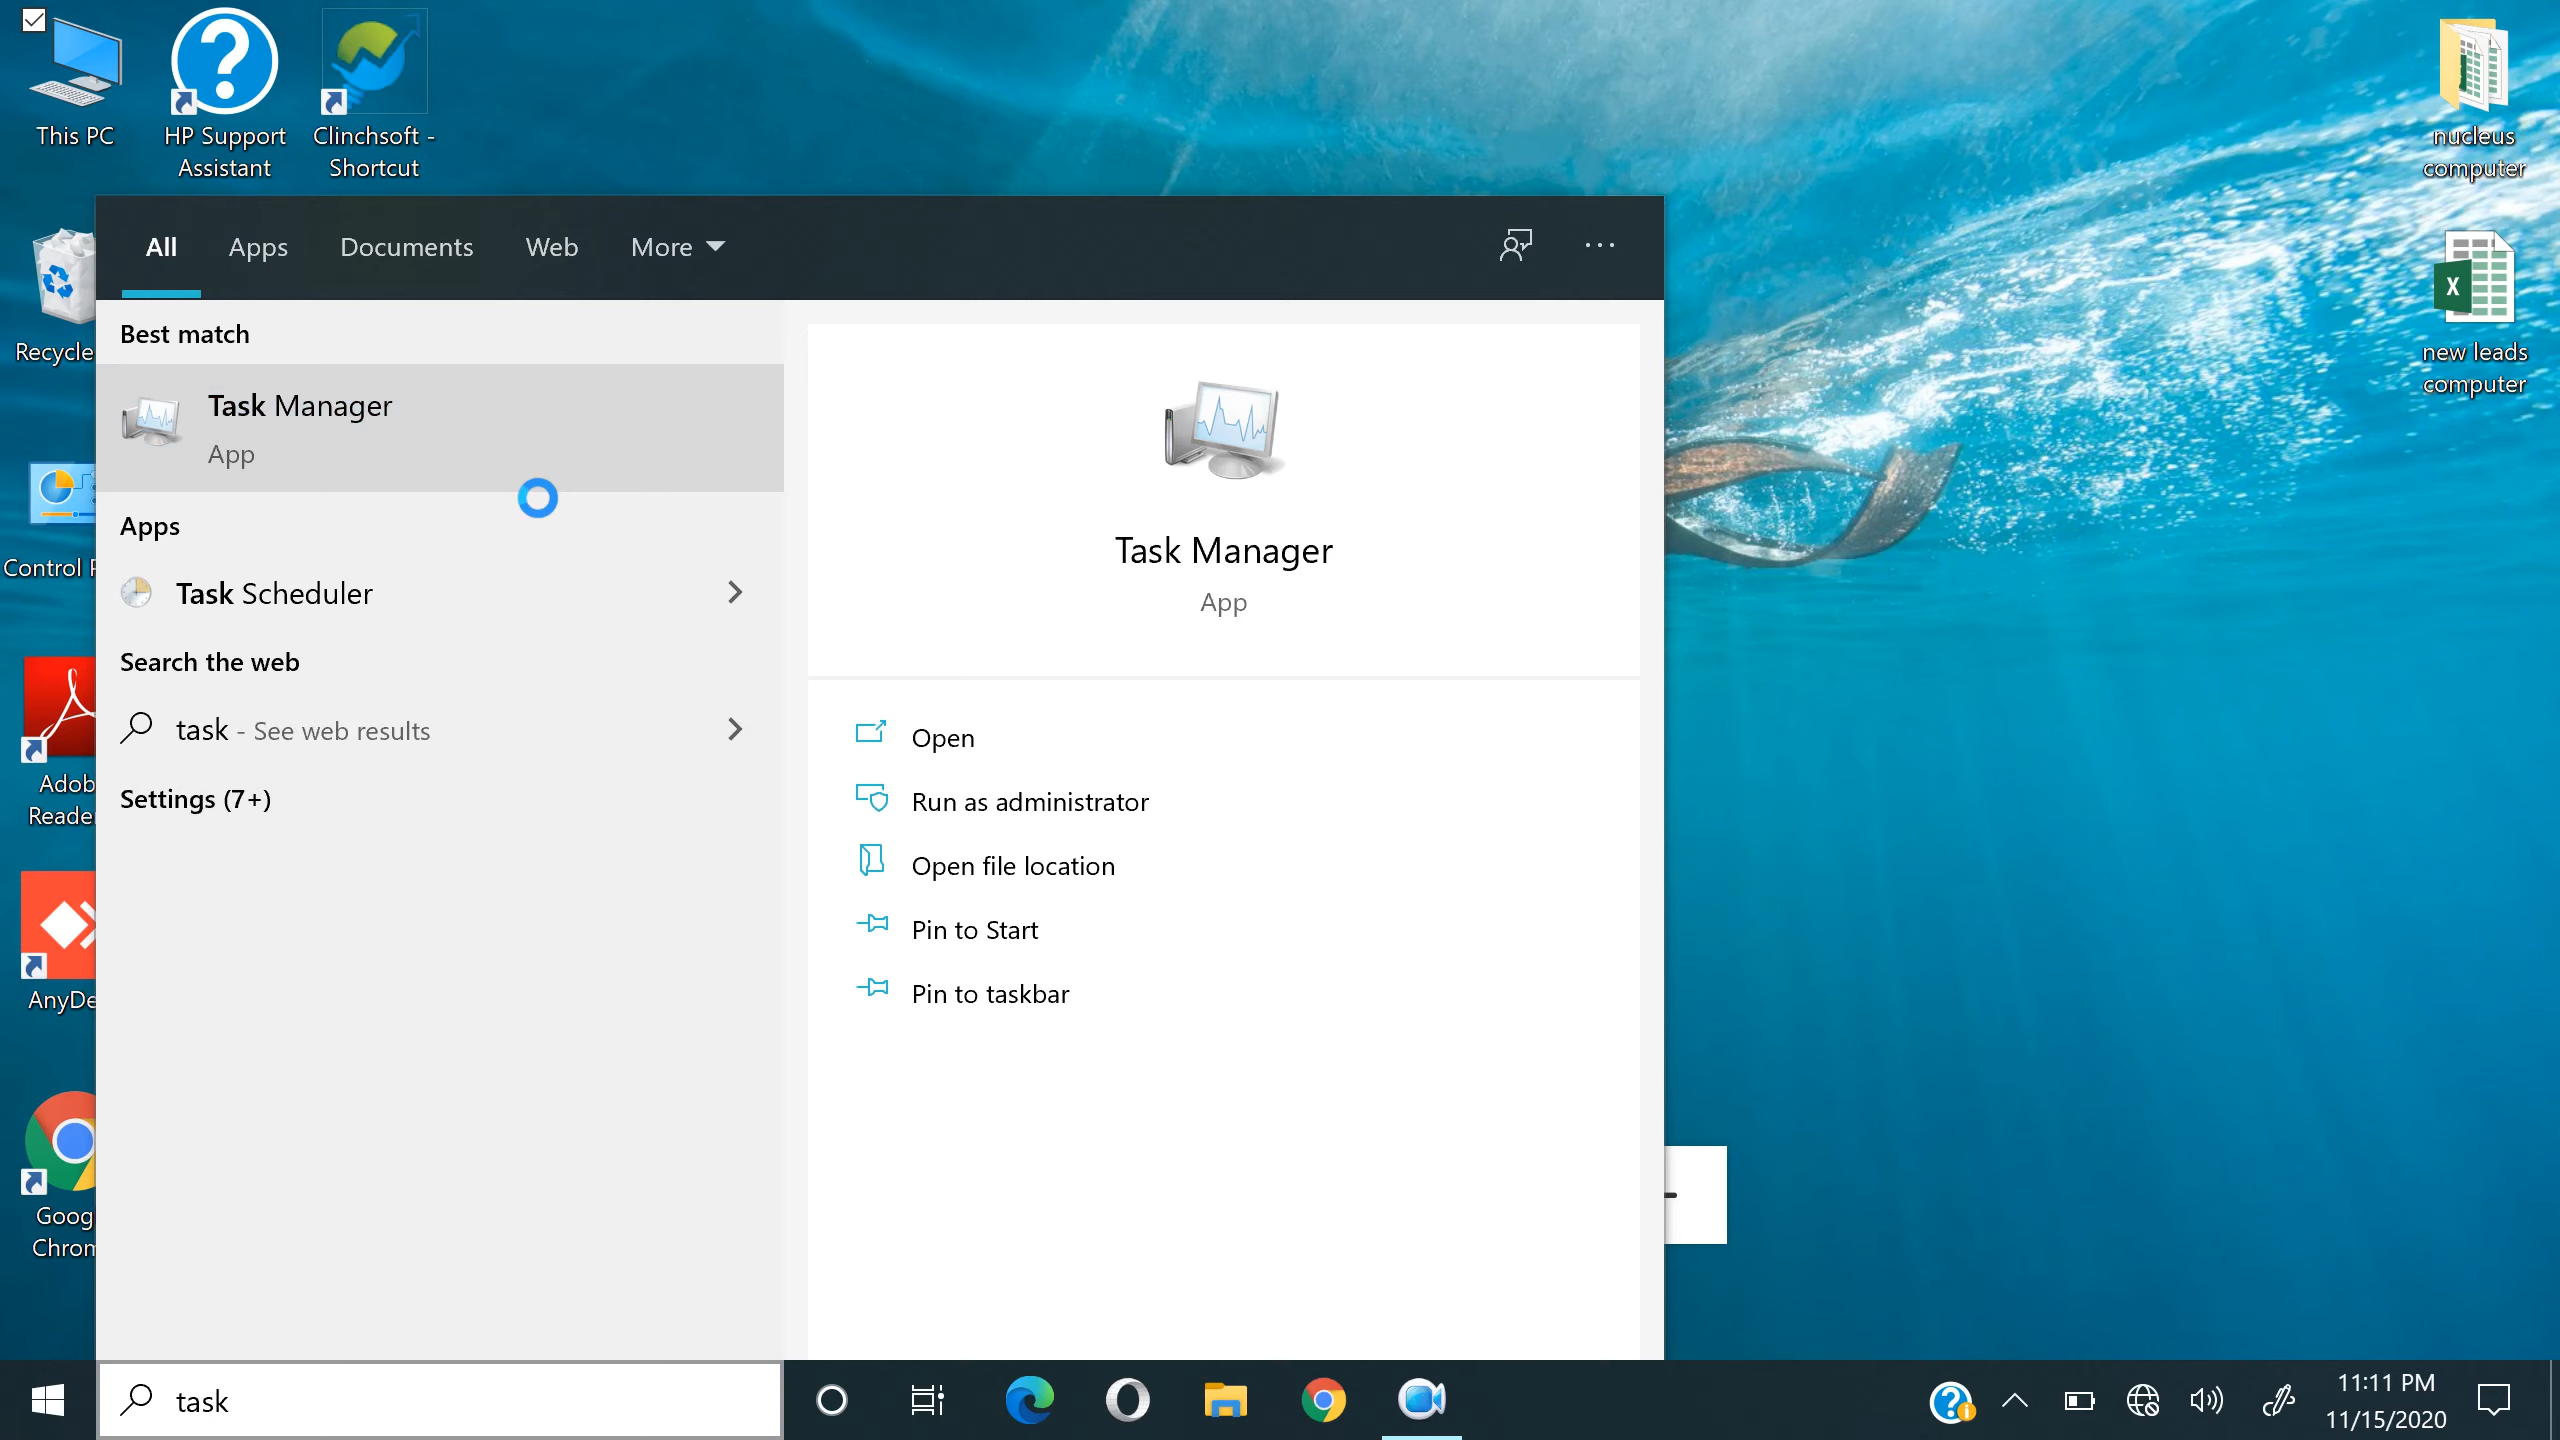 This PC
HP Support
Assistant
Clinchsoft -
Shortcut
nucleus
computer
All
Apps
Documents
Web
More
Recycle
Best match
Task Manager
App
Task Manager
App
new leads
computer
Control P
Apps
Task Scheduler
Search the web
task - See web results
Settings (7+)
Open
Run as administrator
Open file location
Pin to Start
Pin to taskbar
Adob
Reader
AnyDe
Goog
Chrom
task
11:11 PM
11/15/2020